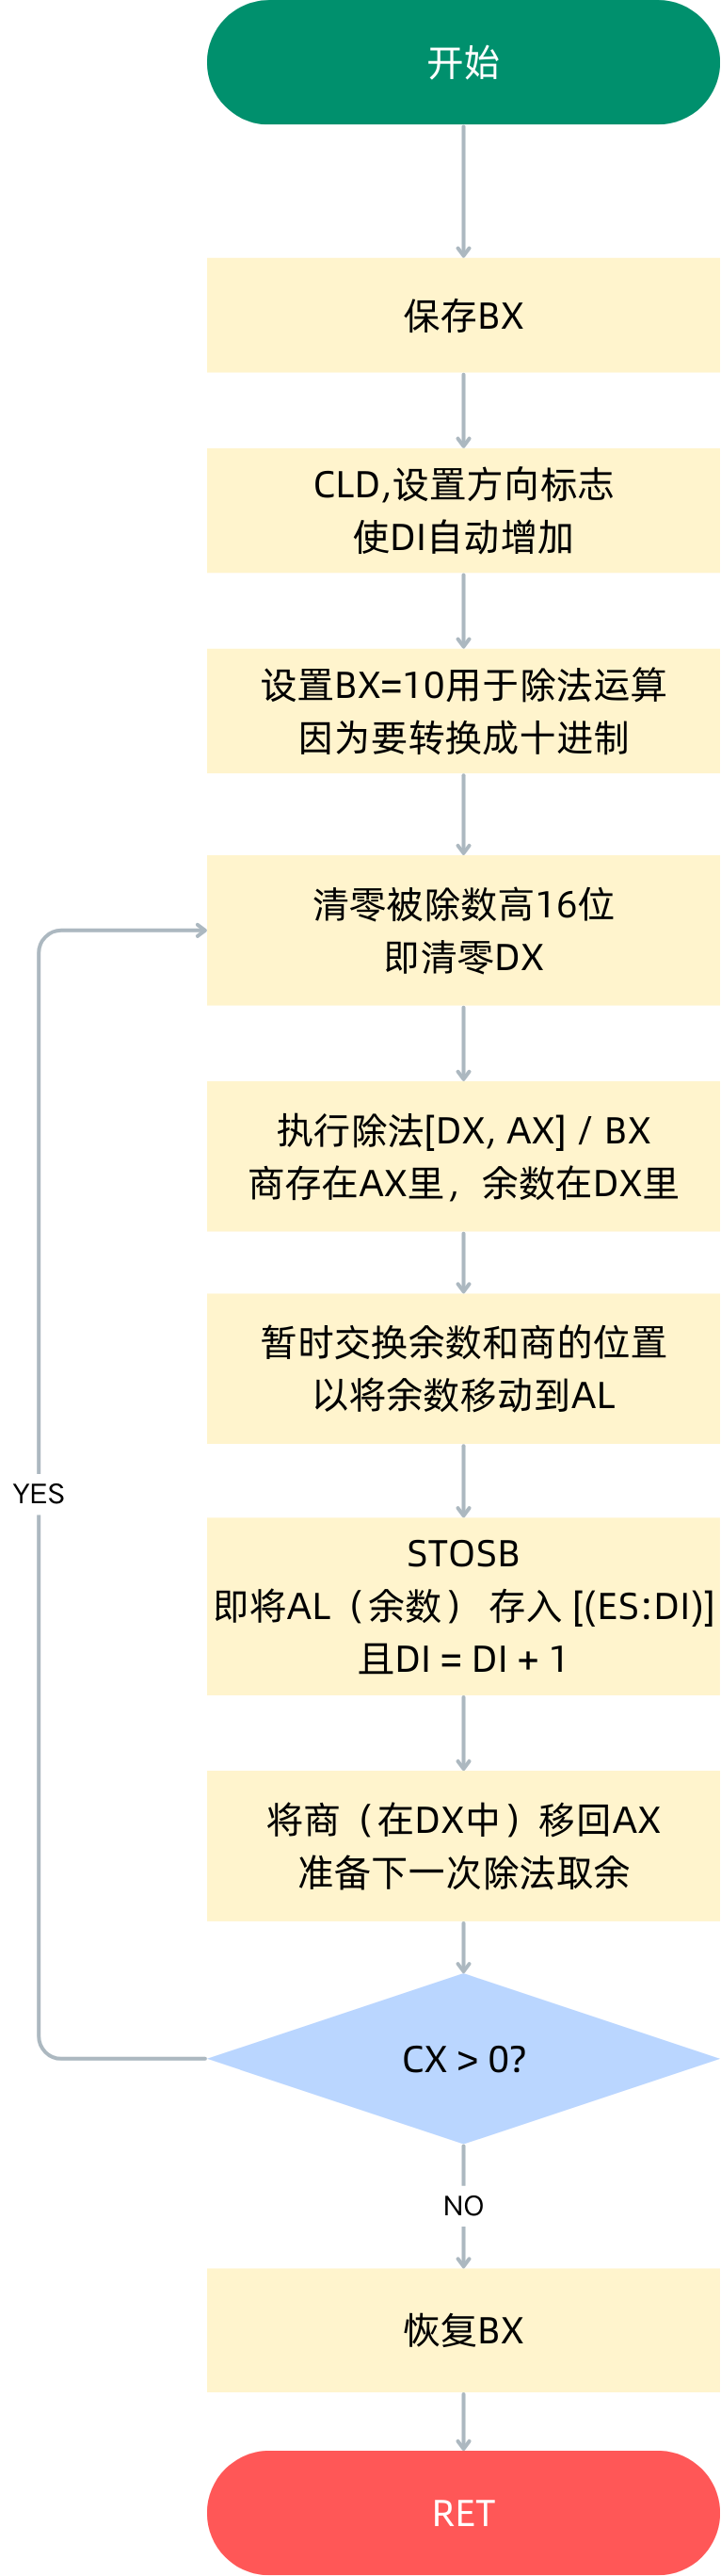 开始
保存BX
CLD,设置方向标志
使DI自动增加
设置BX=10用于除法运算
因为要转换成十进制
清零被除数高16位
即清零DX
执行除法[DX, AX] / BX
商存在AX里，余数在DX里
暂时交换余数和商的位置
以将余数移动到AL
YES
STOSB
即将AL（余数） 存入 [(ES:DI)]
且DI = DI + 1
将商（在DX中）移回AX
准备下一次除法取余
CX > 0?
NO
恢复BX
RET